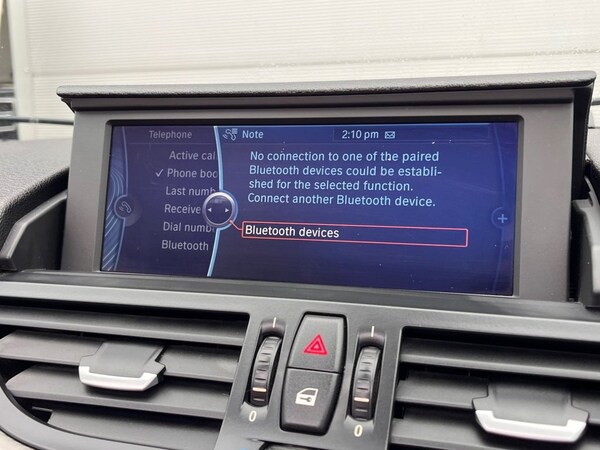 Telephone
Note
2:10 pm
Active cal
Phone boo
Last numb
Receive
Dial numb
Bluetooth
No connection to one of the paired
Bluetooth devices could be establi-
shed for the selected function.
Connect another Bluetooth device.
Bluetooth devices
0
0